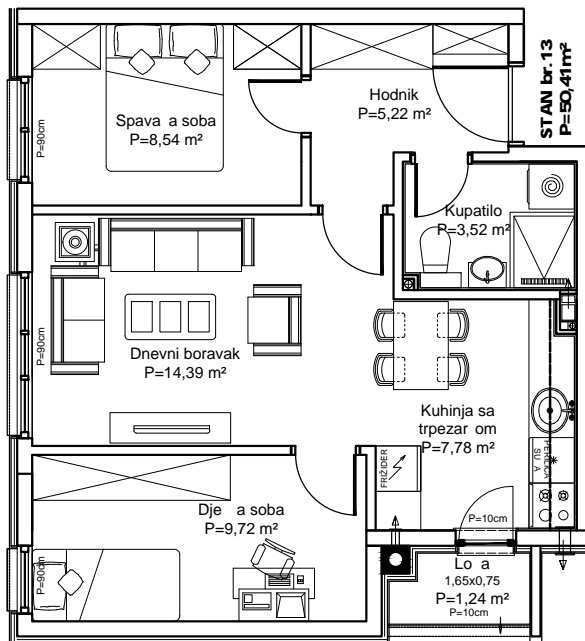 STAN br. 13
P=50,41m²
Hodnik
P=5,22 m²
Spava a soba
P=8,54 m²
P=90cm
Kupatilo
P=3,52 m²
Dnevni boravak
P=14,39 m²
P=90cm
Kuhinja sa
trpezar om
P=7,78 m²
FRIŽIDER
PERILICA
SU A
Dje a soba
P=9,72 m²
P=90cm
P=10cm
Lo a
1,65x0,75
P=1,24 m²
P=10cm